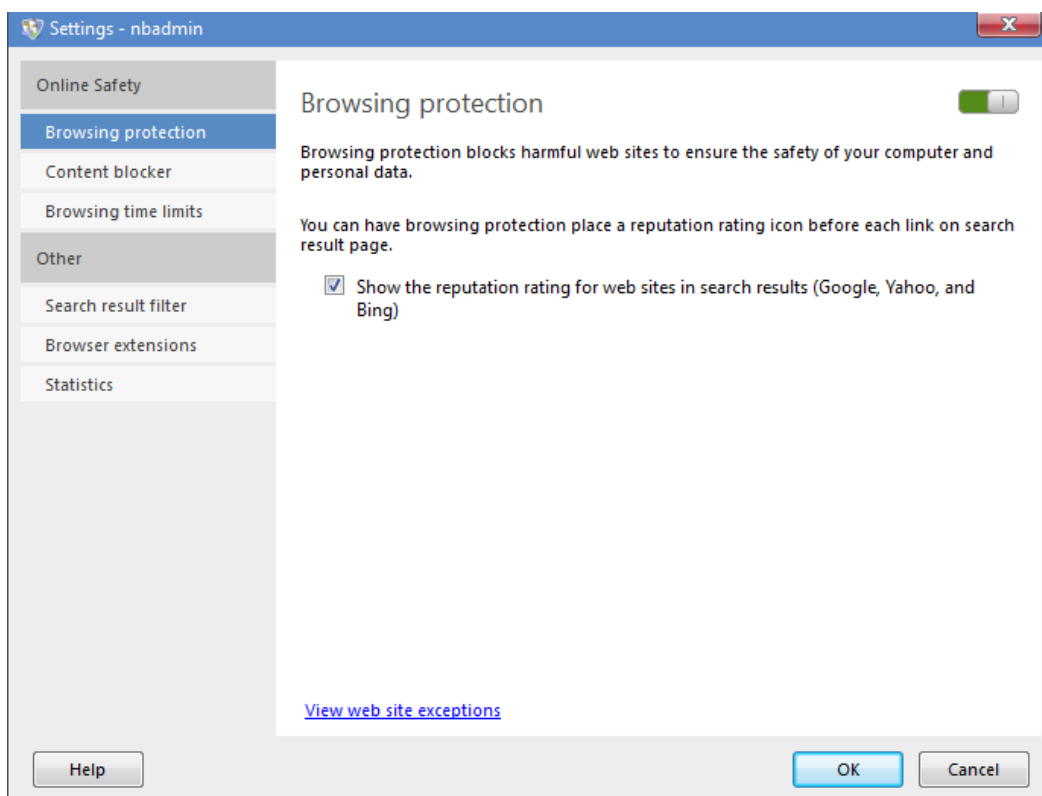 Settings - nbadmin
x
Online Safety
Browsing protection
Content blocker
Browsing time limits
Other
Search result filter
Browser extensions
Statistics
Browsing protection
Browsing protection blocks harmful web sites to ensure the safety of your computer and
personal data.
You can have browsing protection place a reputation rating icon before each link on search
result page.
Show the reputation rating for web sites in search results (Google, Yahoo, and
Bing)
View web site exceptions
Help
OK
Cancel